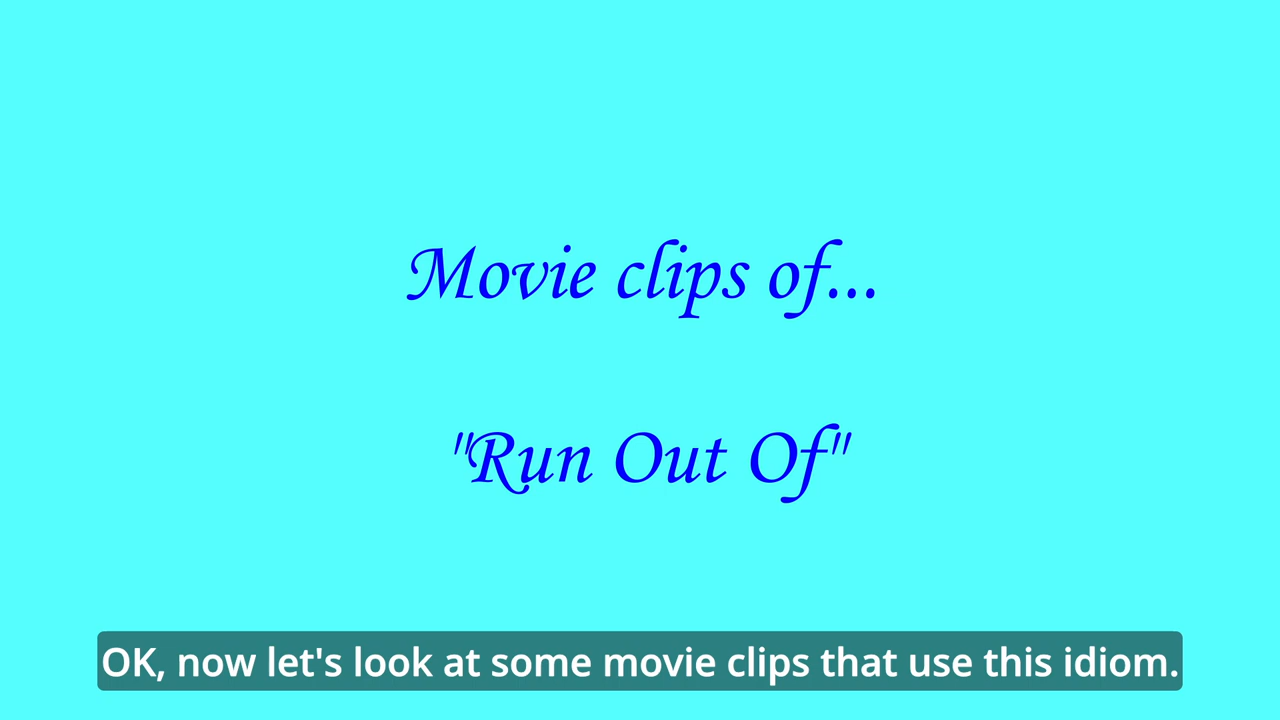 Movie clips of...
"Run Out Of"
OK, now let's look at some movie clips that use this idiom.